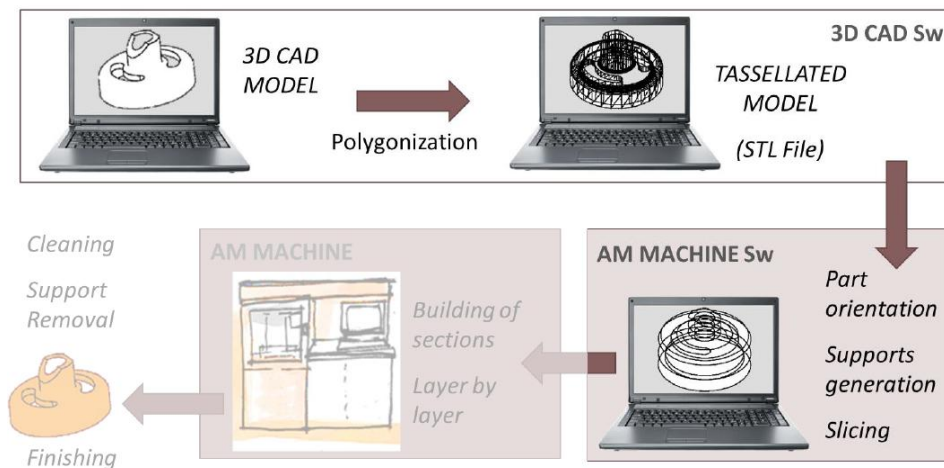 3D CAD Sw
3D CAD
MODEL
Polygonization
TASSELLATED
MODEL
(STL File)
AM MACHINE Sw
Part
orientation
Supports
generation
Slicing
AM MACHINE
Building of
sections
Layer by
layer
Cleaning
Support
Removal
Finishing